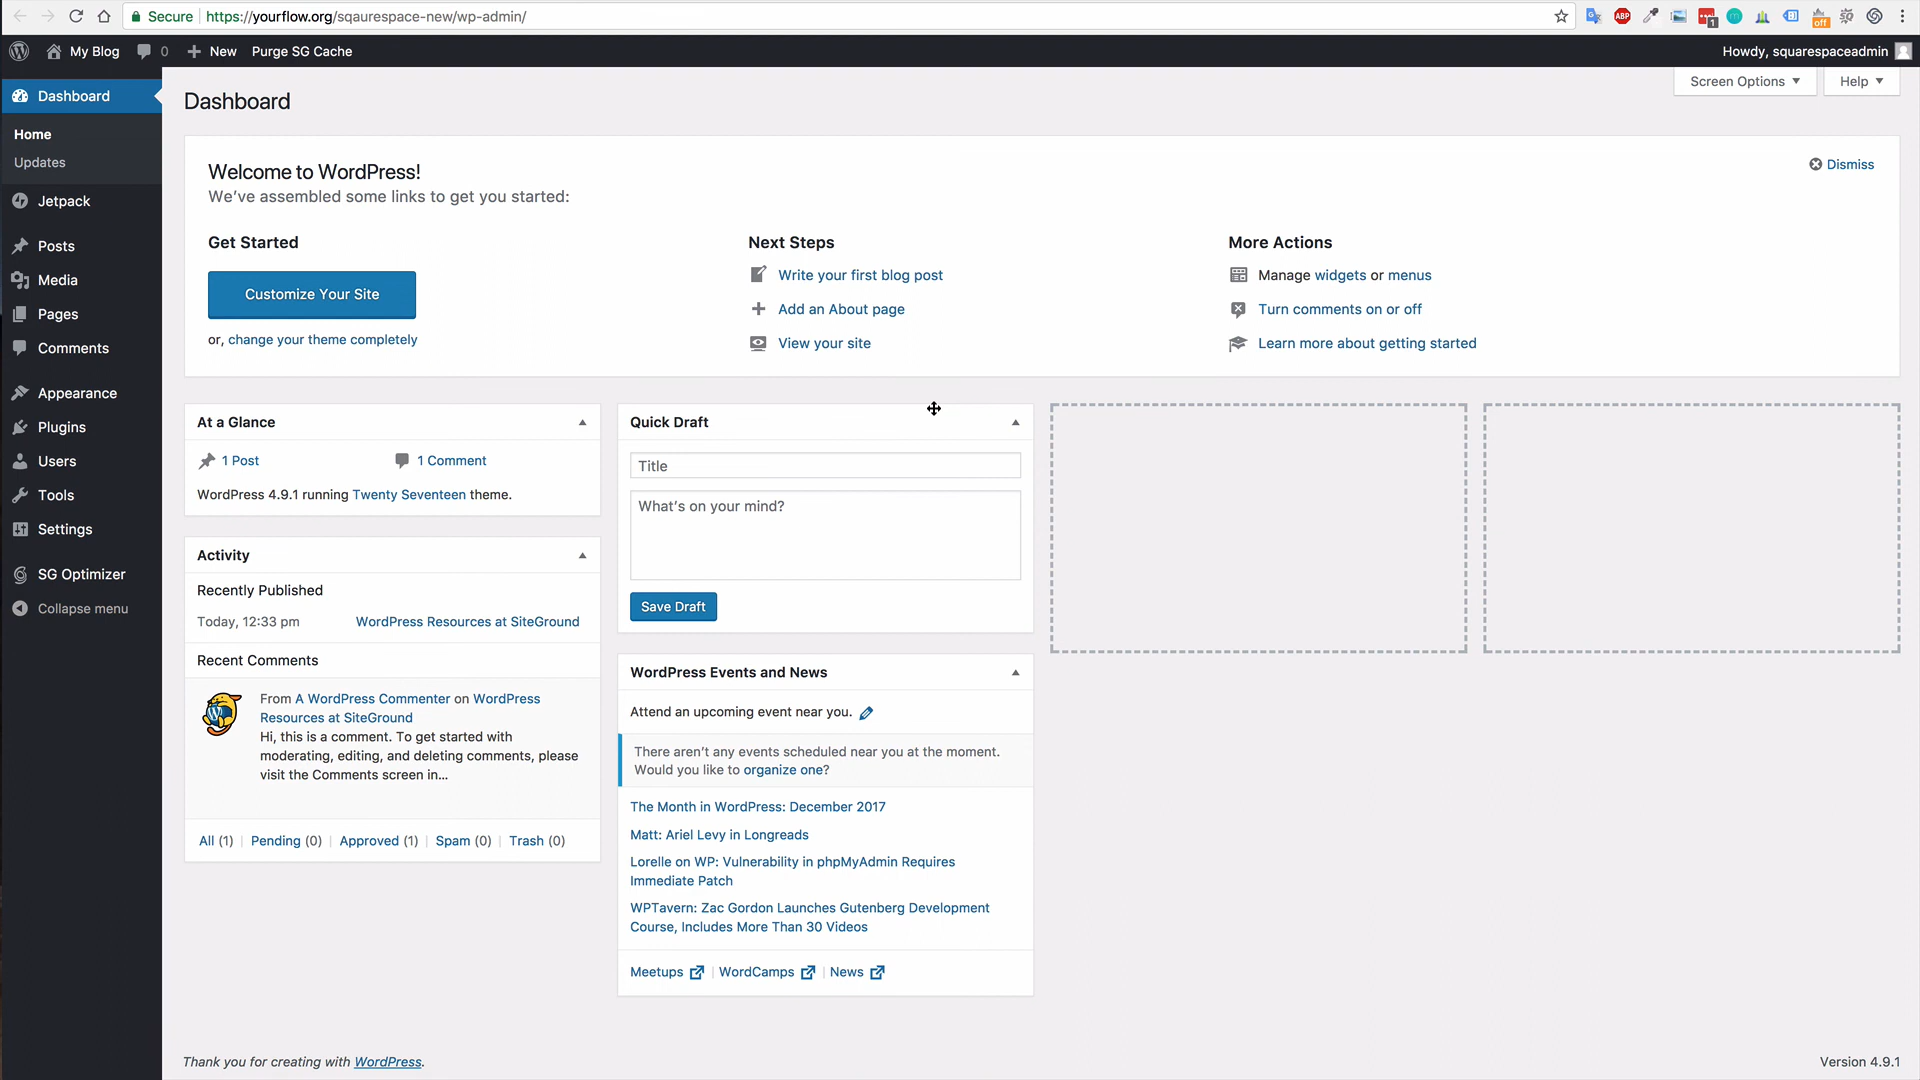 Secure https://yourflow.org/sqaurespace-new/wp-admin/
ABP
1
off
My Blog 0 New Purge SG Cache
Howdy, squarespaceadmin
Dashboard
Home
Updates
Jetpack
Posts
Media
Pages
Comments
Appearance
Plugins
Users
Tools
Settings
SG Optimizer
Collapse menu
Dashboard
Screen Options
Help
Welcome to WordPress!
We’ve assembled some links to get you started:
Dismiss
Get Started
Customize Your Site
or, change your theme completely
Next Steps
Write your first blog post
Add an About page
View your site
More Actions
Manage widgets or menus
Turn comments on or off
Learn more about getting started
At a Glance
1 Post
1 Comment
WordPress 4.9.1 running Twenty Seventeen theme.
Activity
Recently Published
Today, 12:33 pm WordPress Resources at SiteGround
Recent Comments
From A WordPress Commenter on WordPress
Resources at SiteGround
Hi, this is a comment. To get started with
moderating, editing, and deleting comments, please
visit the Comments screen in…
All (1) | Pending (0) | Approved (1) | Spam (0) | Trash (0)
Quick Draft
Title
What’s on your mind?
Save Draft
WordPress Events and News
Attend an upcoming event near you.
There aren’t any events scheduled near you at the moment.
Would you like to organize one?
The Month in WordPress: December 2017
Matt: Ariel Levy in Longreads
Lorelle on WP: Vulnerability in phpMyAdmin Requires
Immediate Patch
WPTavern: Zac Gordon Launches Gutenberg Development
Course, Includes More Than 30 Videos
Meetups | WordCamps | News
Thank you for creating with WordPress.
Version 4.9.1